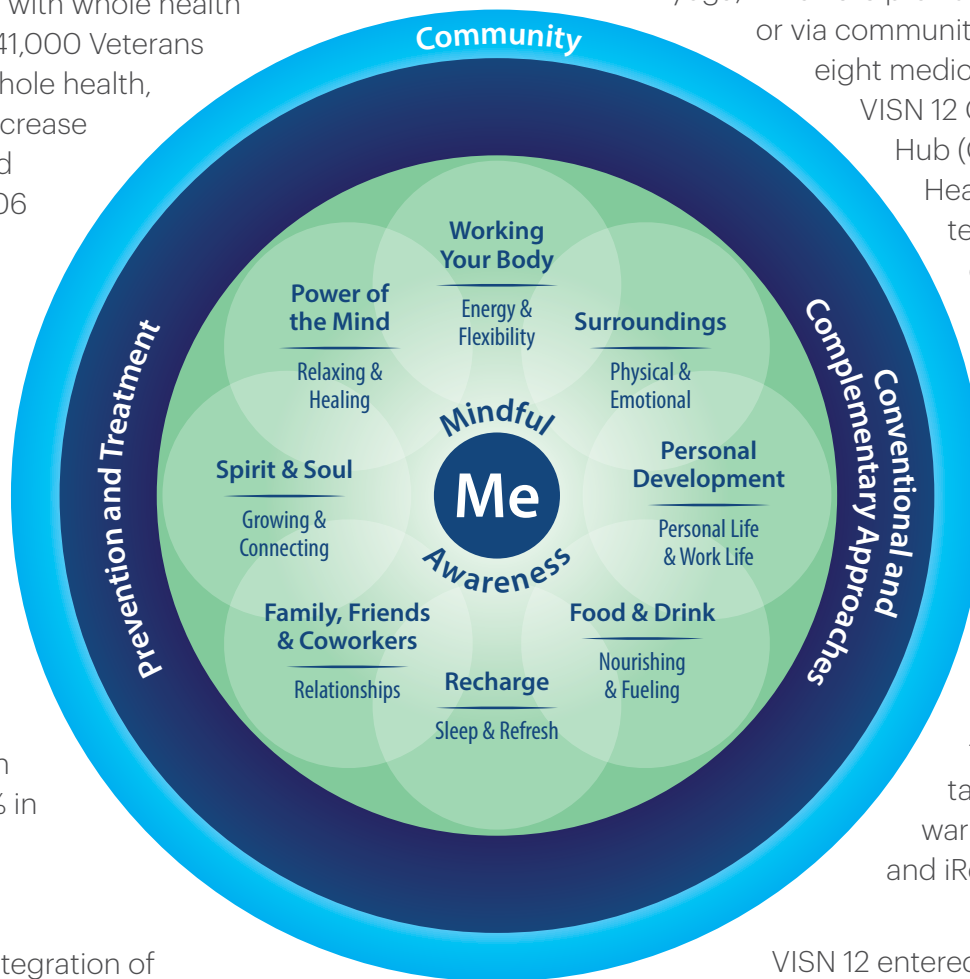 with whole health
41,000 Veterans
hole health,
crease
06
or via communit
eight medic
VISN 12
Hub
Hea
te
Community
Prevention and Treatment
Conventional and
Complementary Approaches
Working
Your Body
Energy &
Flexibility
Surroundings
Physical &
Emotional
Personal
Development
Personal Life
& Work Life
Food & Drink
Nourishing
& Fueling
Recharge
Sleep & Refresh
Family, Friends
& Coworkers
Relationships
Spirit & Soul
Growing &
Connecting
Power of
the Mind
Relaxing &
Healing
Mindful
Me
Awareness
% in
ta
war
and iR
tegration of
VISN 12 entered